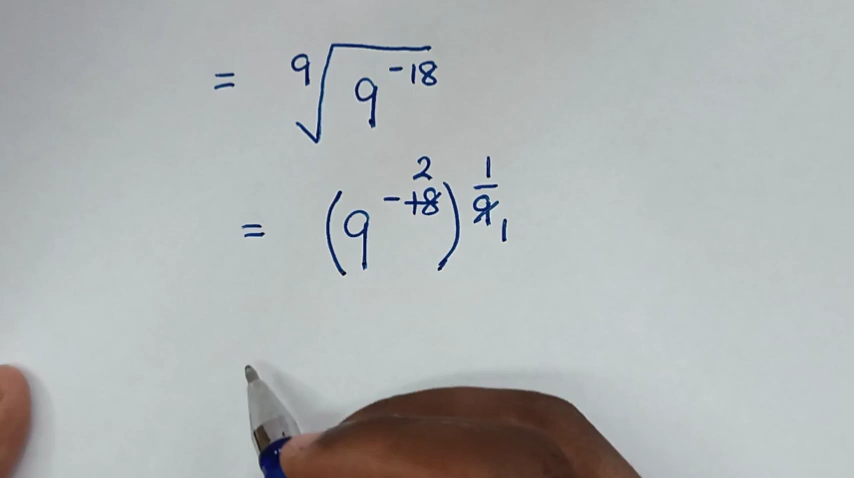 = ⁹√9⁻¹⁸
= (9^-18̶ 2)^1/9̶ 1